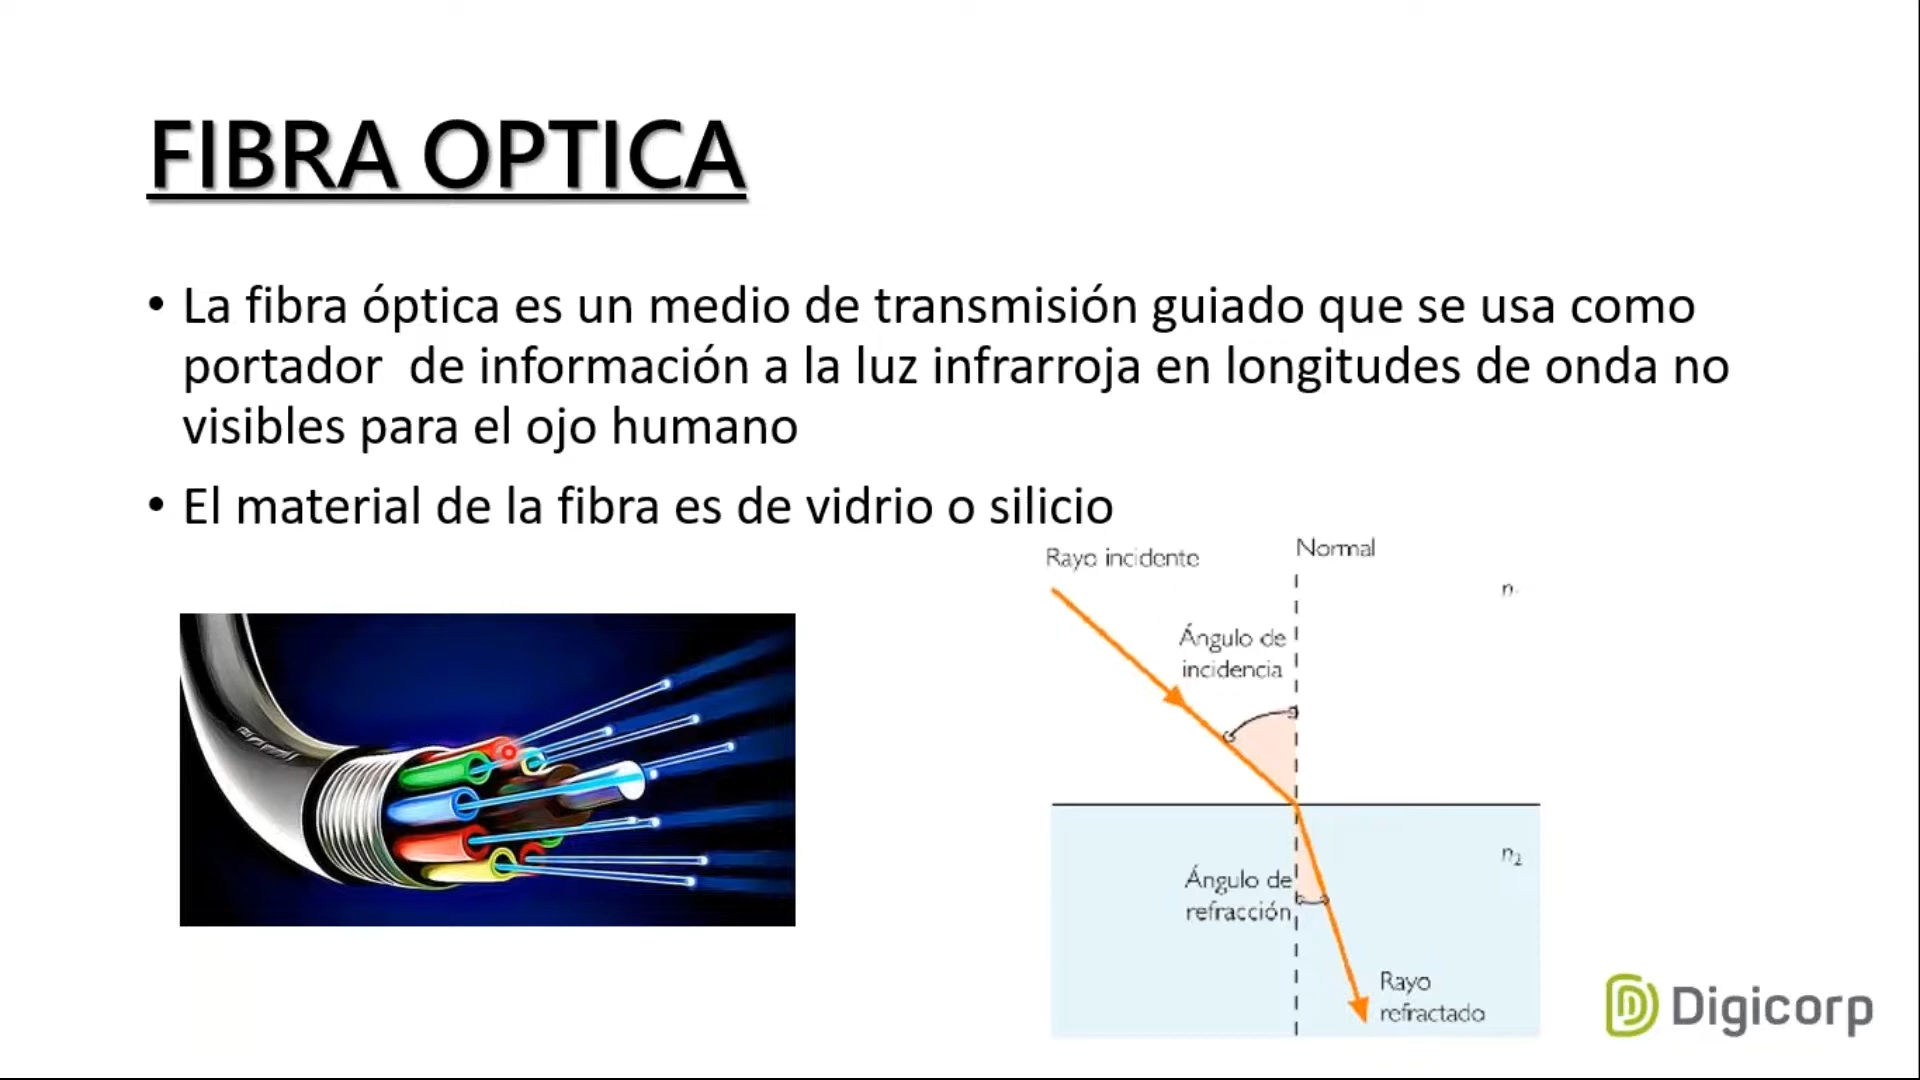 FIBRA OPTICA
• La fibra óptica es un medio de transmisión guiado que se usa como
portador de información a la luz infrarroja en longitudes de onda no
visibles para el ojo humano
• El material de la fibra es de vidrio o silicio
Rayo incidente
Normal
Ángulo de
incidencia
n₂
Ángulo de
refracción
Rayo
refractado
Digicorp